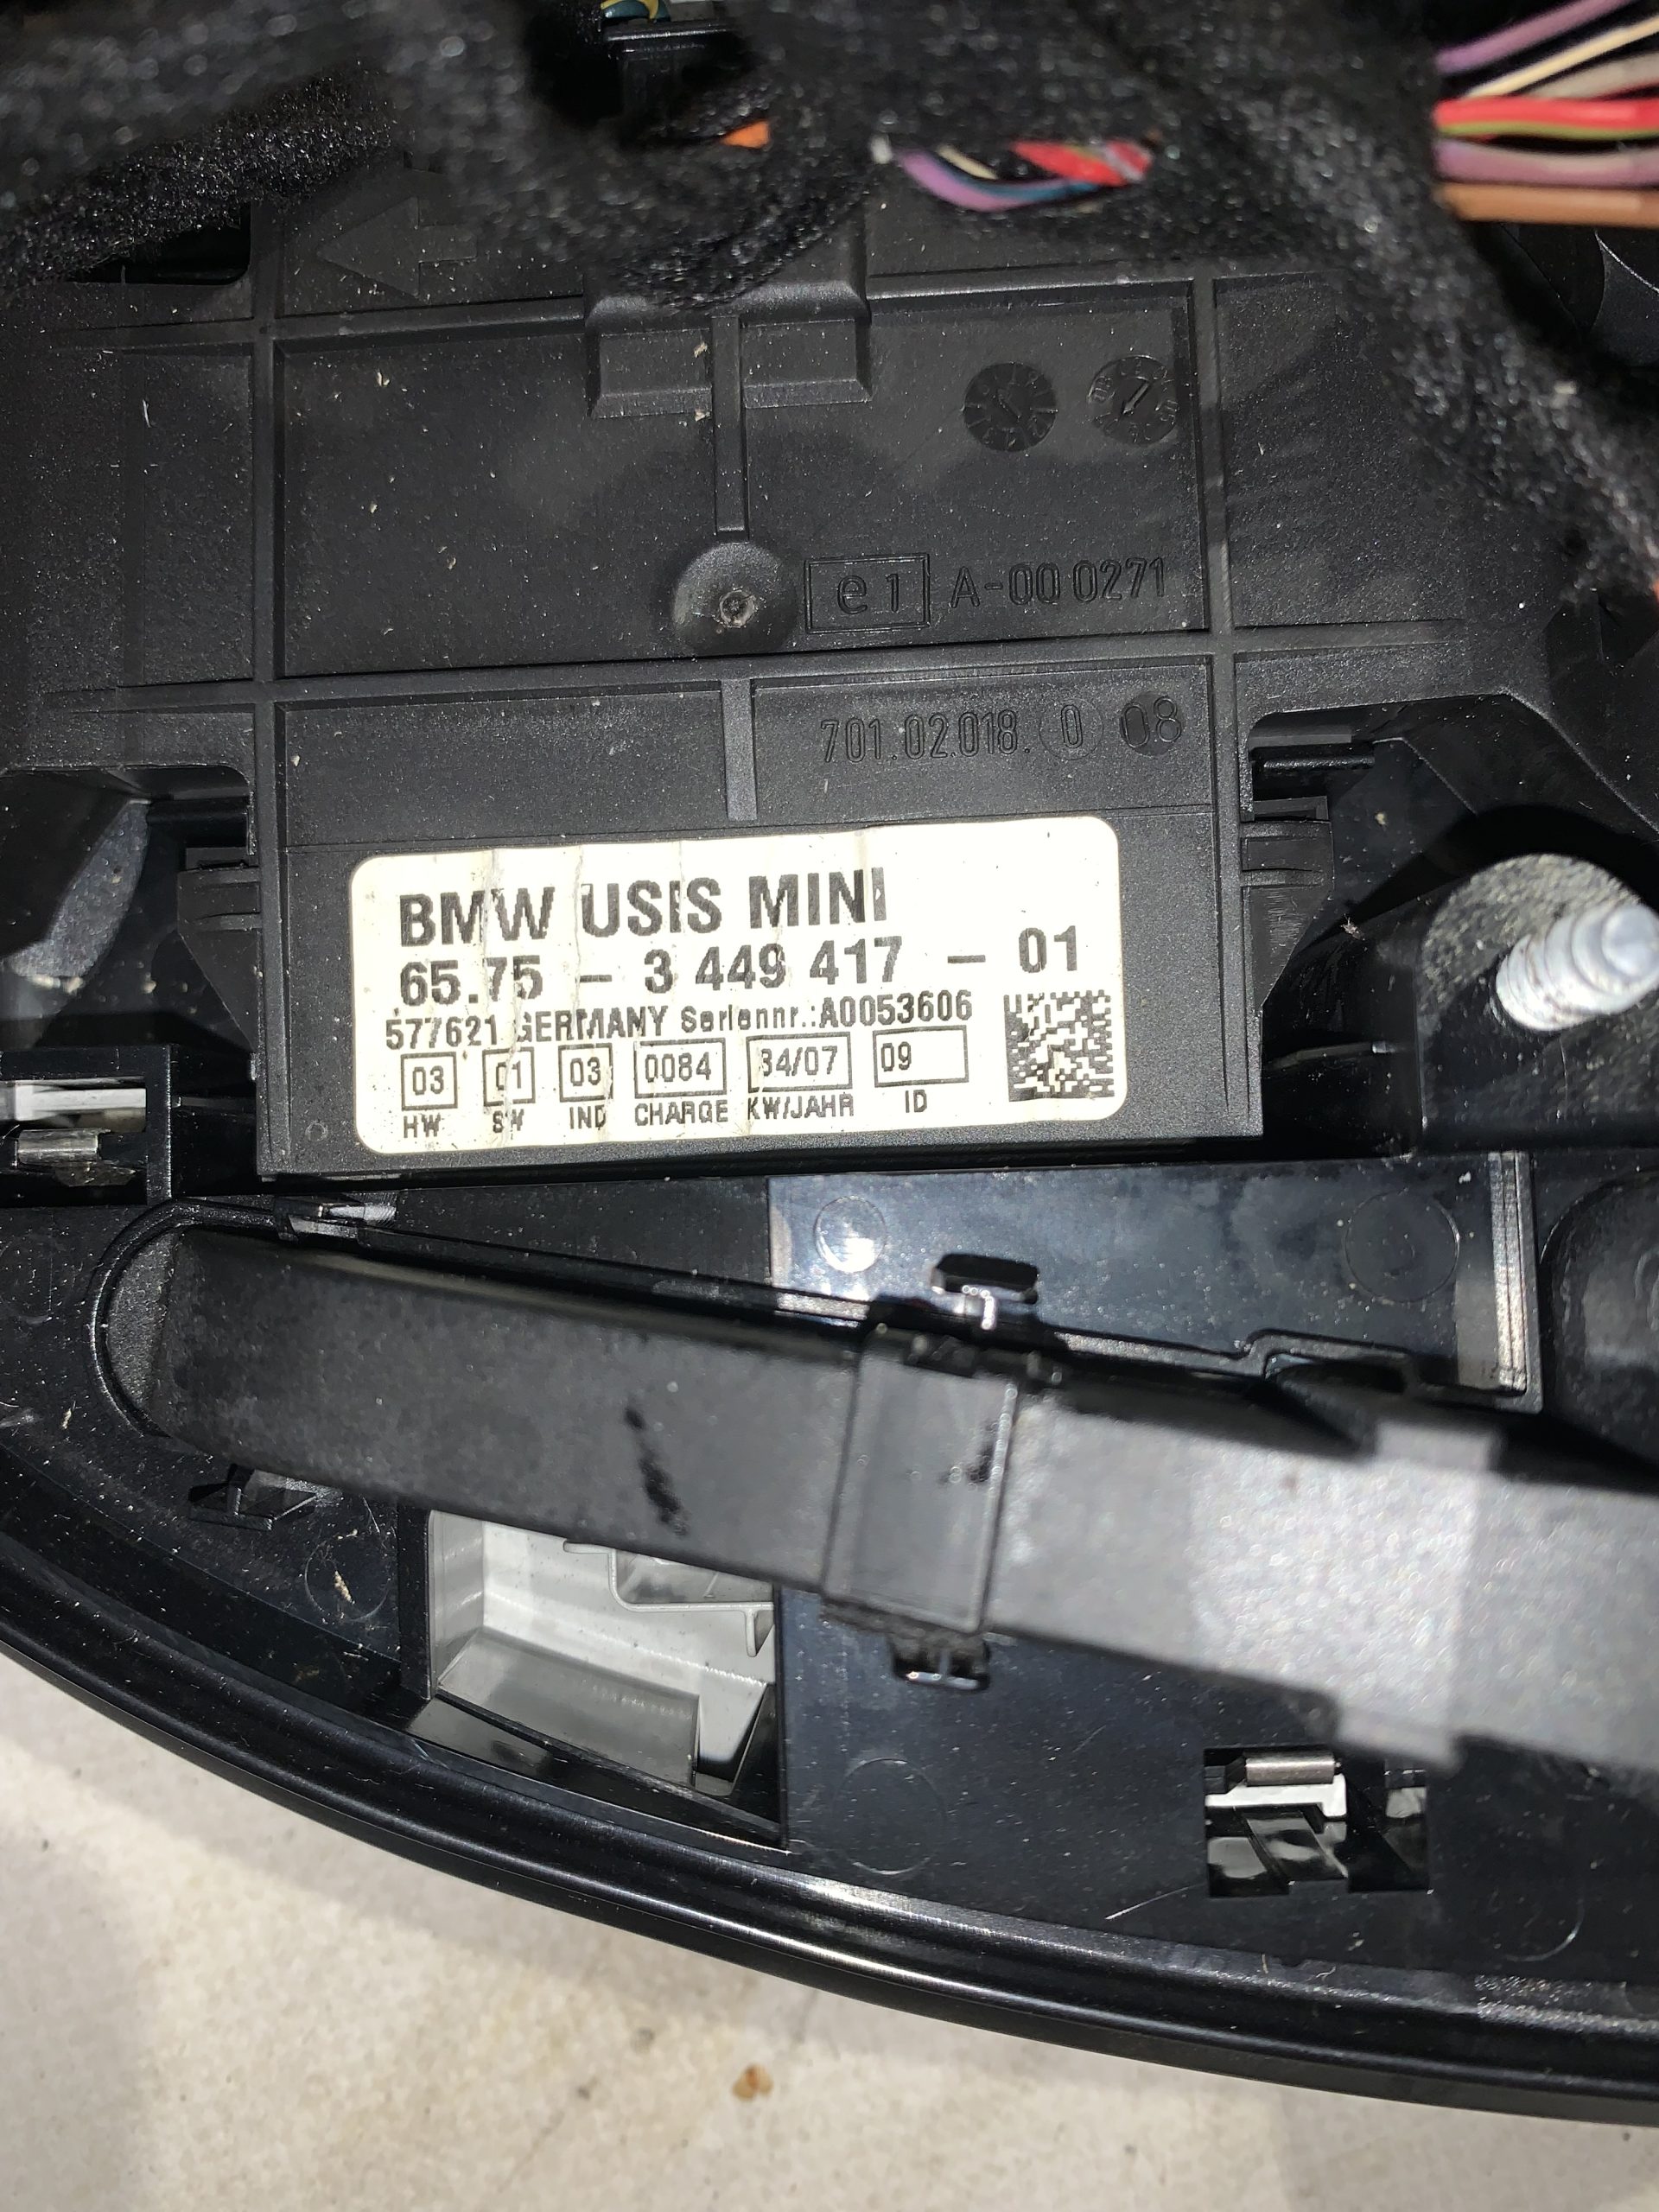 e1 A-00 0271
701.02.018. 0 08
BMW USIS MINI
65.75 - 3 449 417 - 01
577621 GERMANY Seriennr.:A0053606
03 01 03 0084 34/07 09
HW SW IND CHARGE KW/JAHR ID